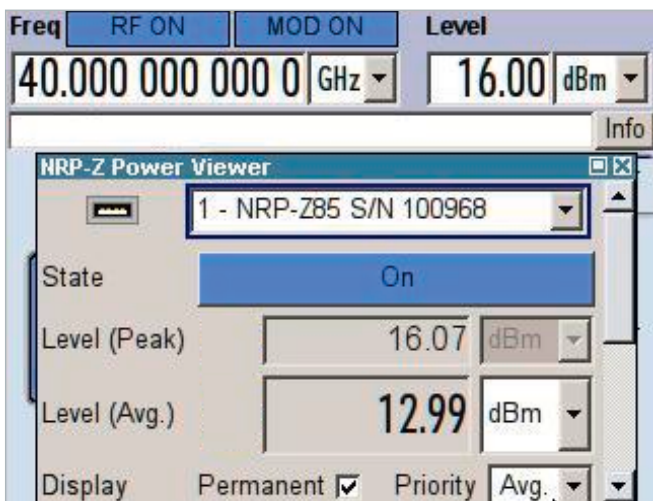 Freq RF ON MOD ON Level
40.000 000 000 0 GHz 16.00 dBm
Info
NRP-Z Power Viewer
1 - NRP-Z85 S/N 100968
State On
Level (Peak) 16.07 dBm
Level (Avg.) 12.99 dBm
Display Permanent Priority Avg.